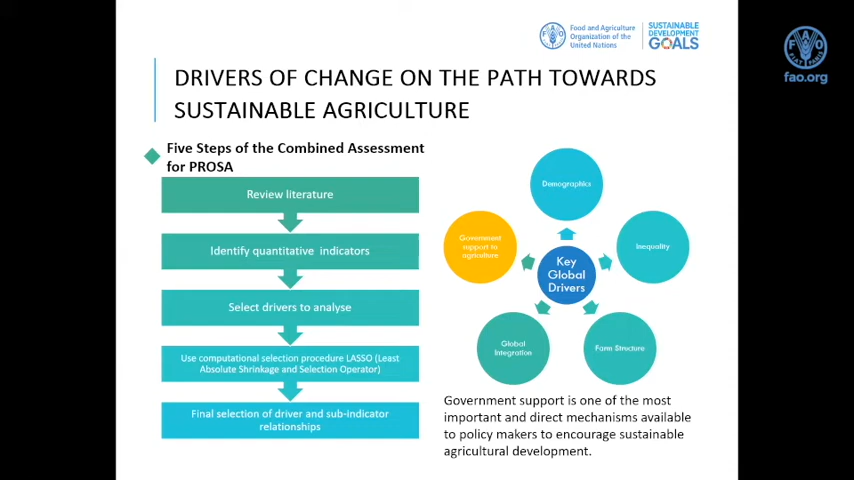 Food and Agriculture
Organization of the
United Nations
SUSTAINABLE
DEVELOPMENT
GOALS
FAO
FIAT PANIS
fao.org
DRIVERS OF CHANGE ON THE PATH TOWARDS
SUSTAINABLE AGRICULTURE
Five Steps of the Combined Assessment
for PROSA
Review literature
Identify quantitative indicators
Select drivers to analyse
Use computational selection procedure LASSO (Least
Absolute Shrinkage and Selection Operator)
Final selection of driver and sub-indicator
relationships
Demographics
Government
support to
agriculture
Inequality
Key
Global
Drivers
Global
Integration
Farm Structure
Government support is one of the most
important and direct mechanisms available
to policy makers to encourage sustainable
agricultural development.